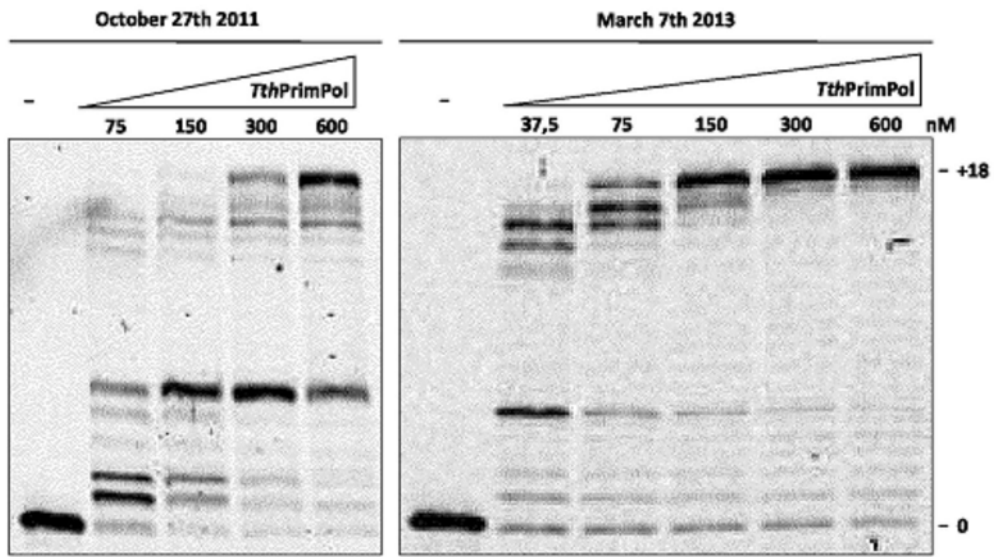 October 27th 2011
March 7th 2013
TthPrimPol
TthPrimPol
–
75 150 300 600
–
37,5 75 150 300 600 nM
– +18
– 0